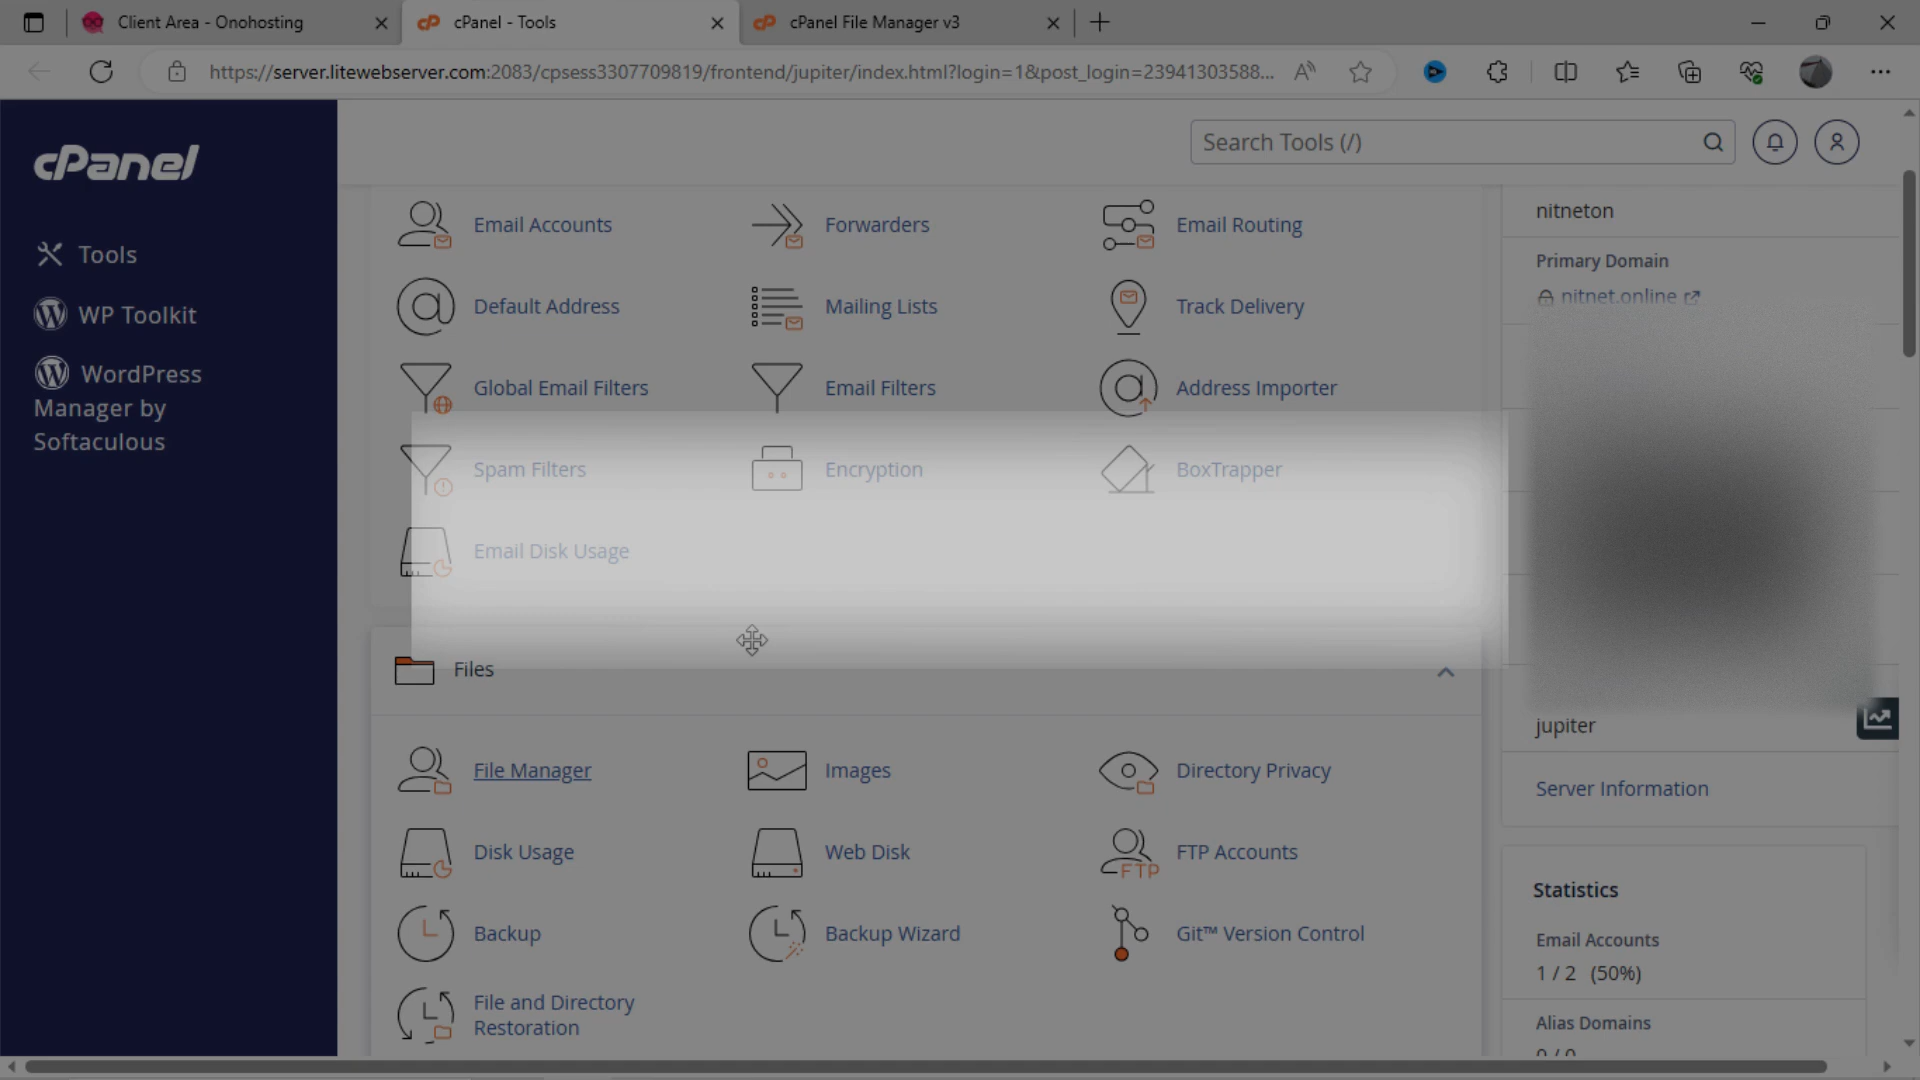 Client Area - Onohosting
cPanel - Tools
cPanel File Manager v3
https://server.litewebserver.com:2083/cpsess3307709819/frontend/jupiter/index.html?login=1&post_login=23941303588...
cPanel
Search Tools (/)
Tools
WP Toolkit
WordPress
Manager by
Softaculous
Email Accounts
Forwarders
Email Routing
Default Address
Mailing Lists
Track Delivery
Global Email Filters
Email Filters
Address Importer
Spam Filters
Encryption
BoxTrapper
Email Disk Usage
Files
File Manager
Images
Directory Privacy
Disk Usage
Web Disk
FTP Accounts
Backup
Backup Wizard
Git™ Version Control
File and Directory
Restoration
nitneton
Primary Domain
nitnet.online
jupiter
Server Information
Statistics
Email Accounts
1 / 2 (50%)
Alias Domains